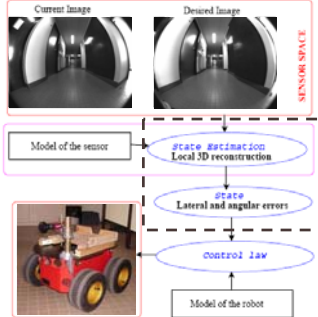 Current Image Desired Image
SENSOR SPACE
State Estimation
Model of the sensor
Local 3D reconstruction
State
Lateral and angular errors
Control law
Model of the robot